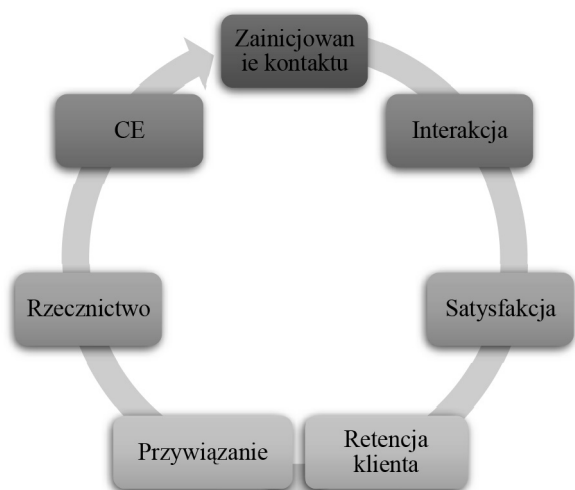 Zainicjowan
ie kontaktu
Interakcja
Satysfakcja
Retencja
klienta
Przywiązanie
Rzecznictwo
CE